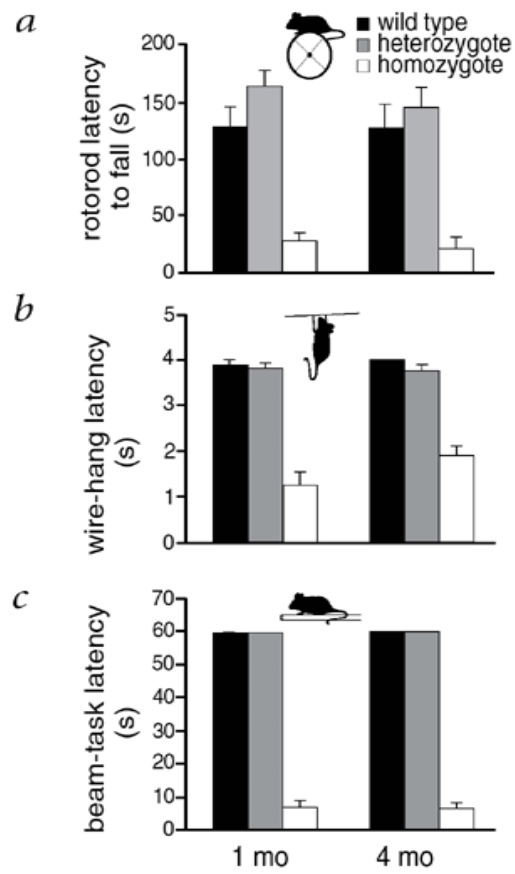 a
wild type
heterozygote
homozygote
rotorod latency
to fall (s)
200
150
100
50
0
b
wire-hang latency
(s)
5
4
3
2
1
0
c
beam-task latency
(s)
70
60
50
40
30
20
10
0
1 mo
4 mo